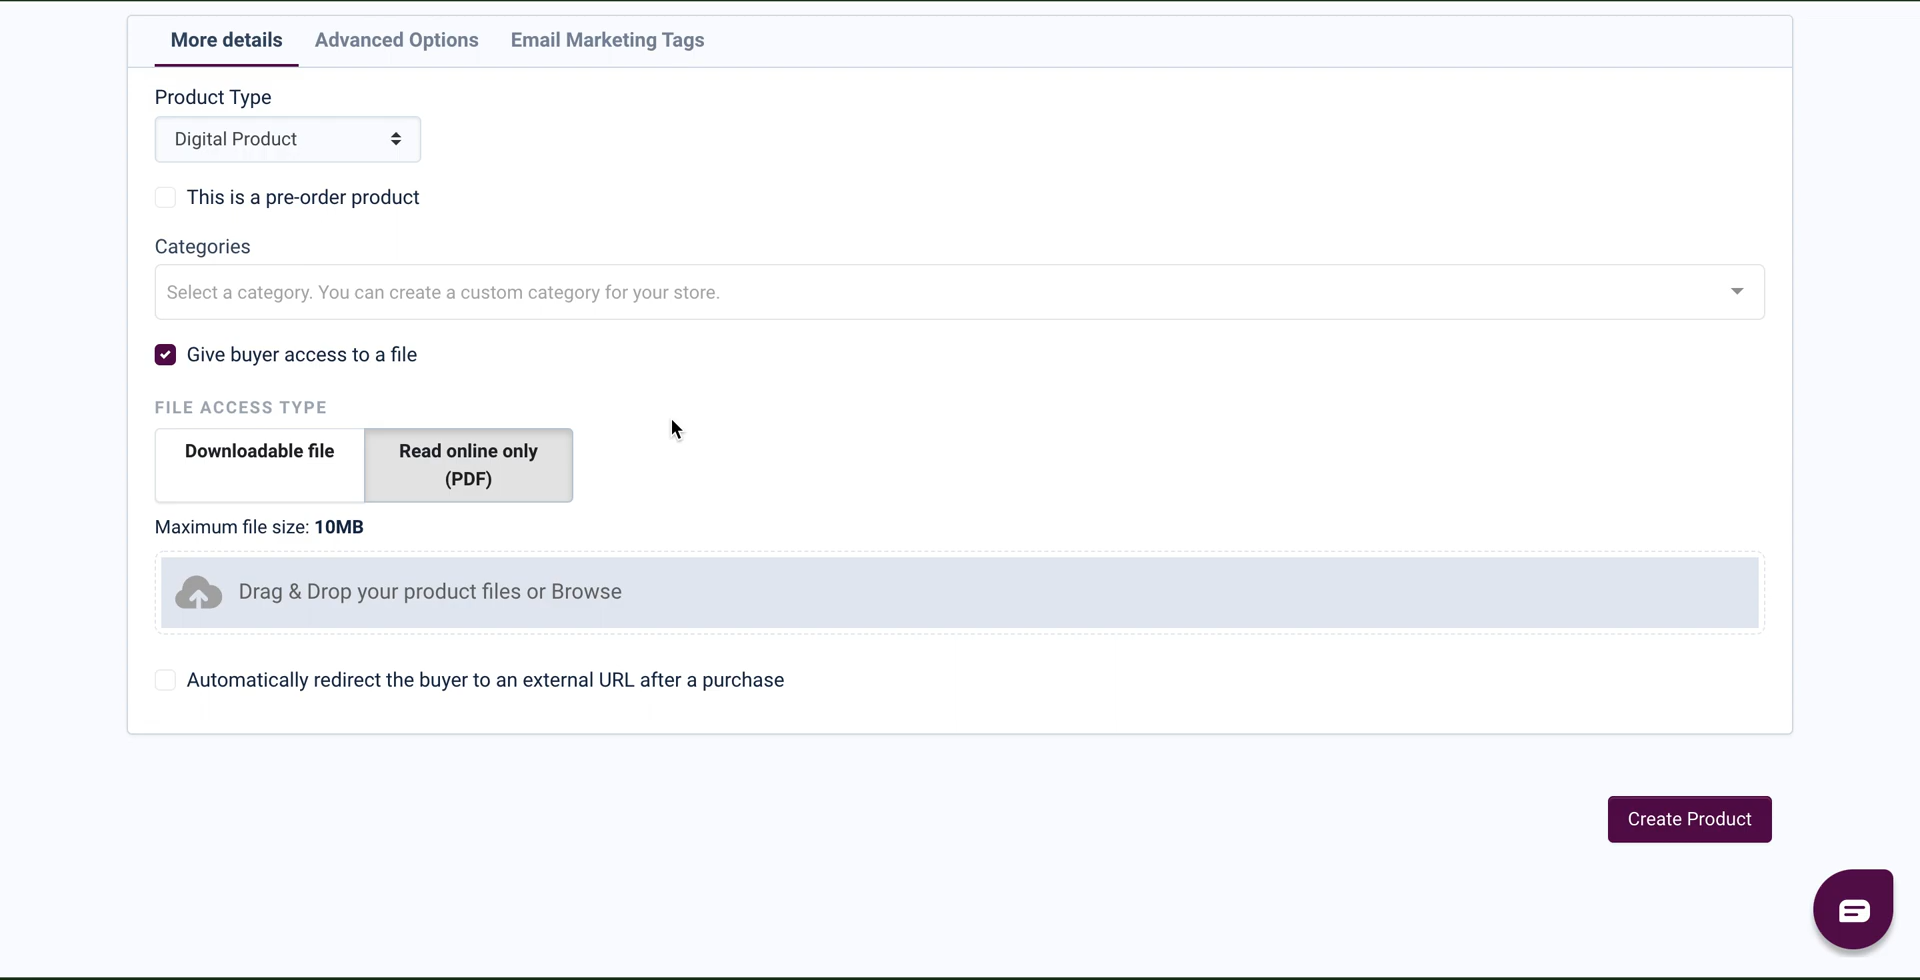 More details Advanced Options Email Marketing Tags
Product Type
Digital Product
This is a pre-order product
Categories
Select a category. You can create a custom category for your store.
Give buyer access to a file
FILE ACCESS TYPE
Downloadable file
Read online only
(PDF)
Maximum file size: 10MB
Drag & Drop your product files or Browse
Automatically redirect the buyer to an external URL after a purchase
Create Product